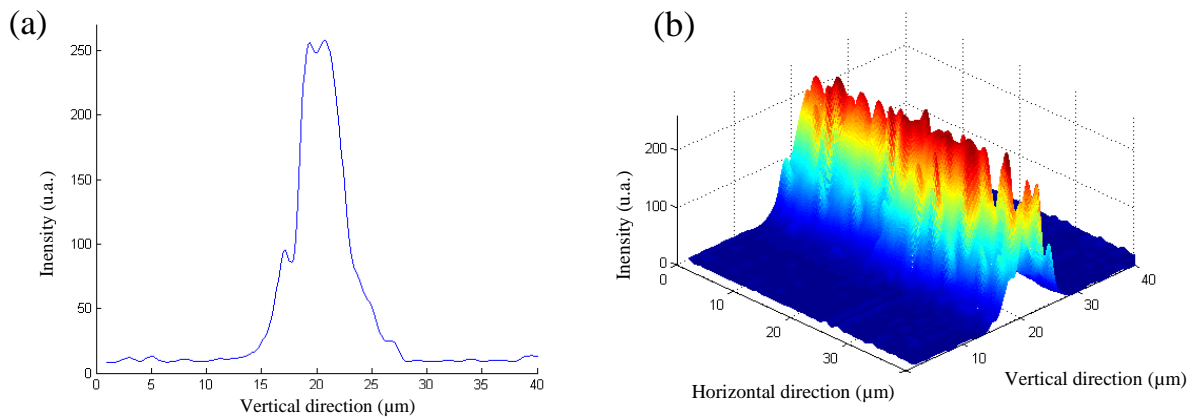 (a)
250
200
150
100
50
0
0 5 10 15 20 25 30 35 40
Inensity (u.a.)
Vertical direction (µm)
(b)
200
100
0
0
10
20
30
10
20
30
40
Inensity (u.a.)
Horizontal direction (µm)
Vertical direction (µm)